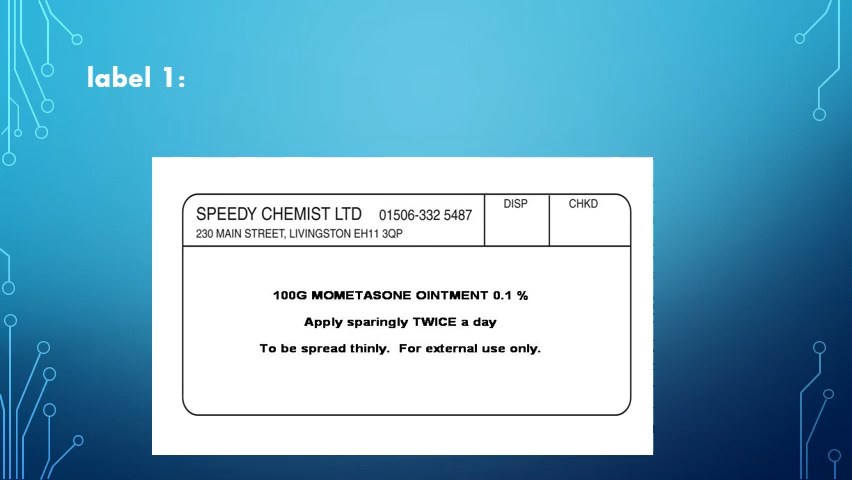 label 1:
SPEEDY CHEMIST LTD 01506-332 5487
230 MAIN STREET, LIVINGSTON EH11 3QP
DISP
CHKD
100G MOMETASONE OINTMENT 0.1 %
Apply sparingly TWICE a day
To be spread thinly. For external use only.